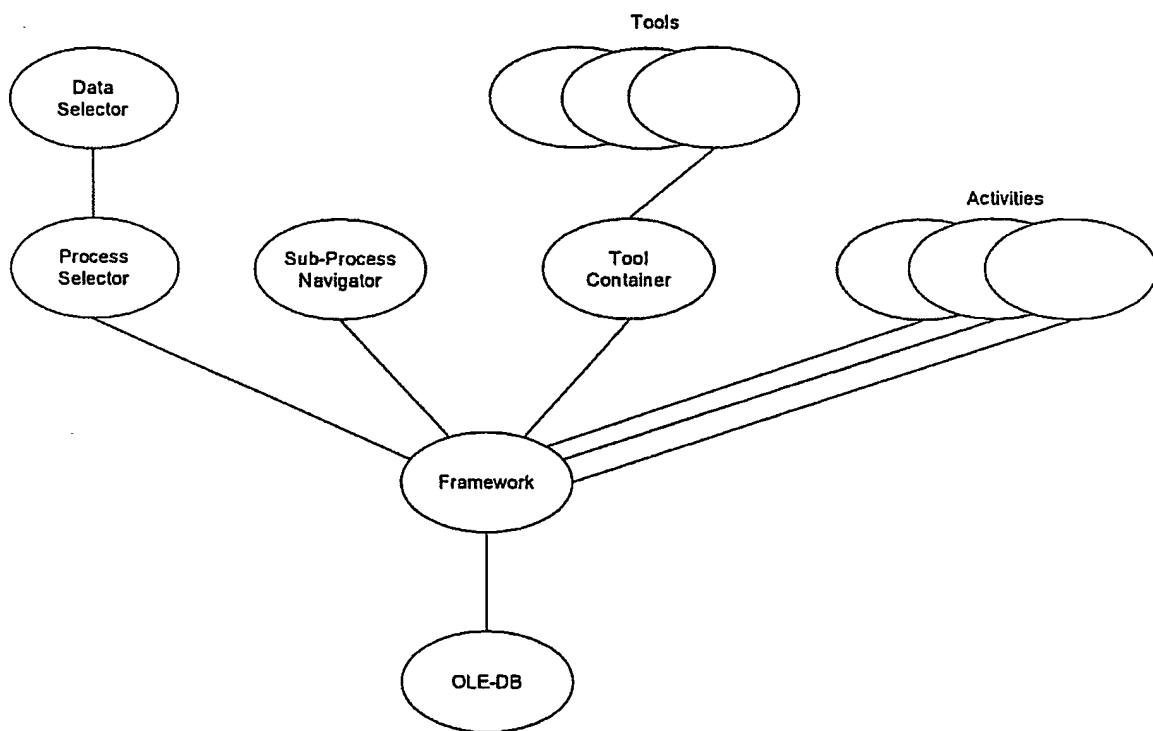 Tools
Data
Selector
Activities
Process
Selector
Sub-Process
Navigator
Tool
Container
Framework
OLE-DB